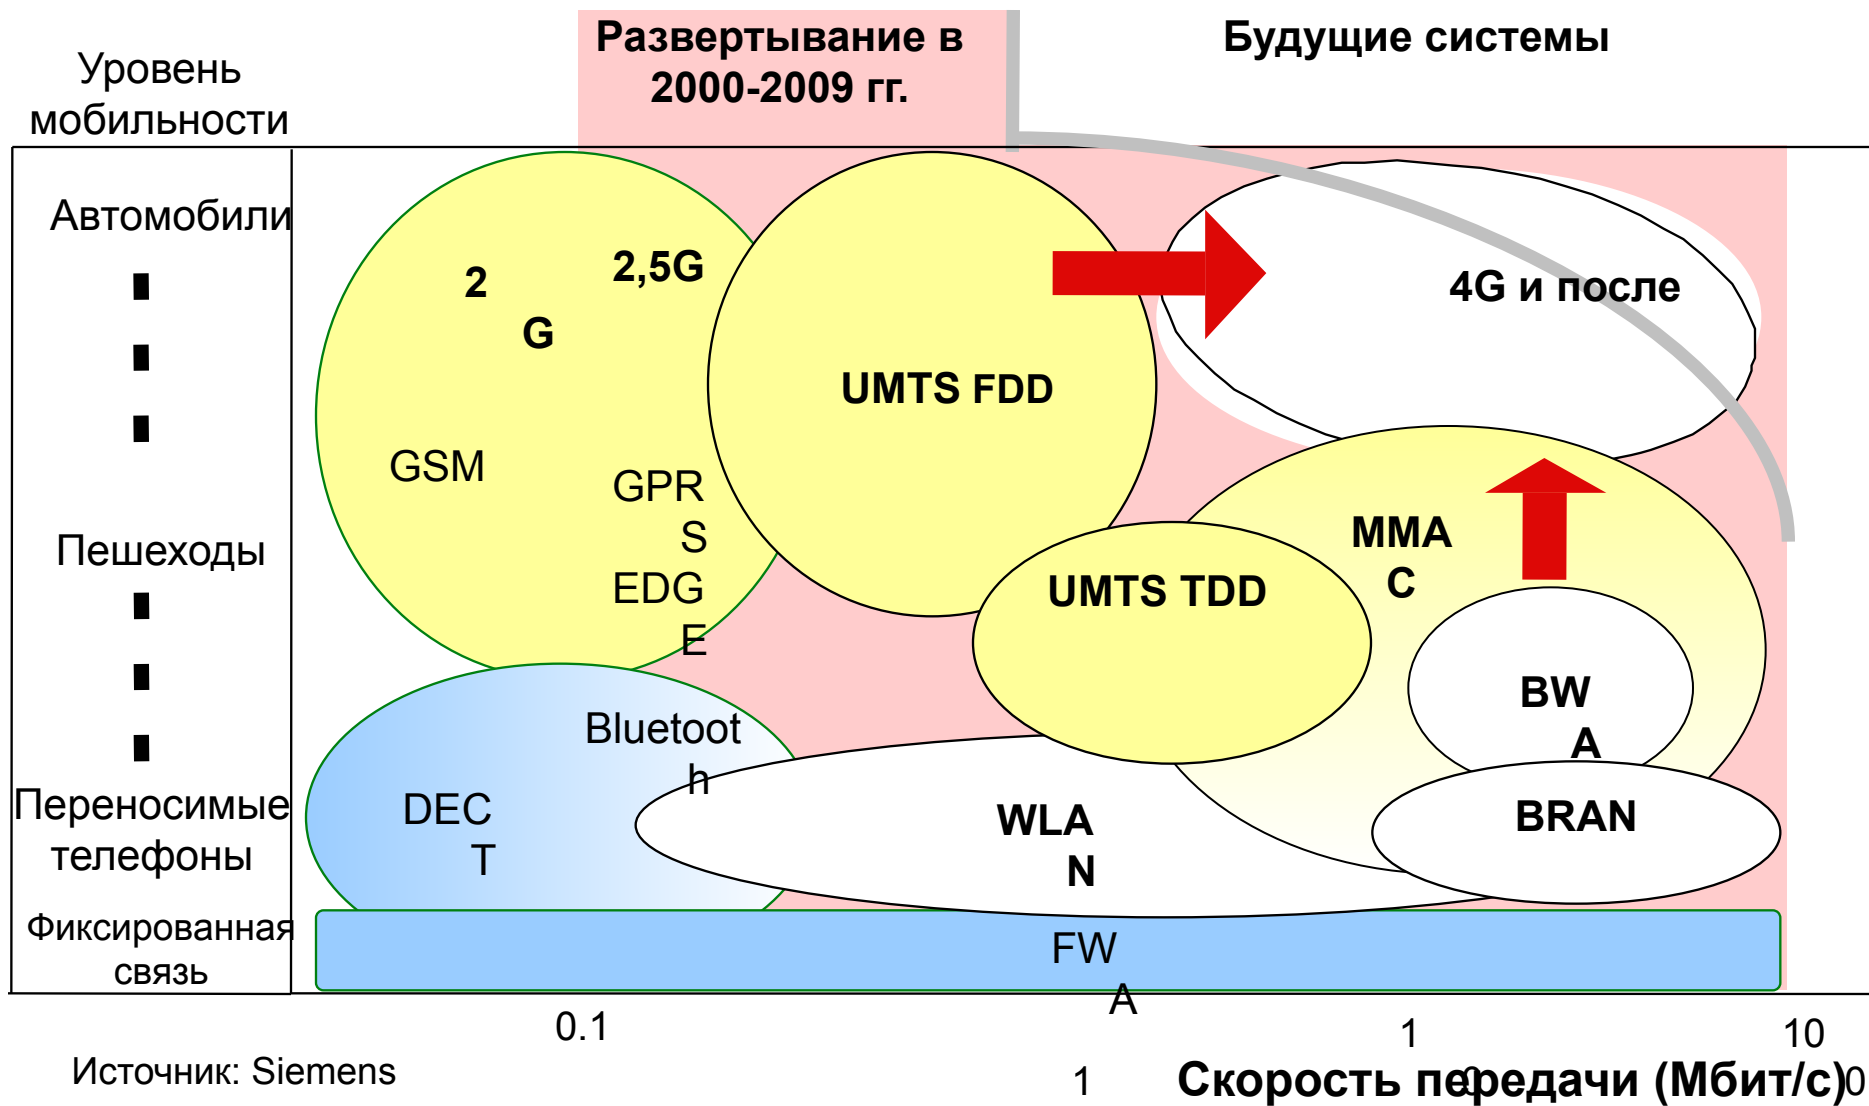 Развертывание в
2000-2009 гг.
Будущие системы
Уровень
мобильности
Автомобили
2
G
2,5G
4G и после
UMTS FDD
GSM
GPR
S
EDG
E
Пешеходы
MMA
C
UMTS TDD
BW
A
Bluetoot
h
DEC
T
Переносимые
телефоны
WLA
N
BRAN
Фиксированная
связь
FW
A
0.1
1
1
0
10
0
Источник: Siemens
Скорость передачи (Мбит/с)